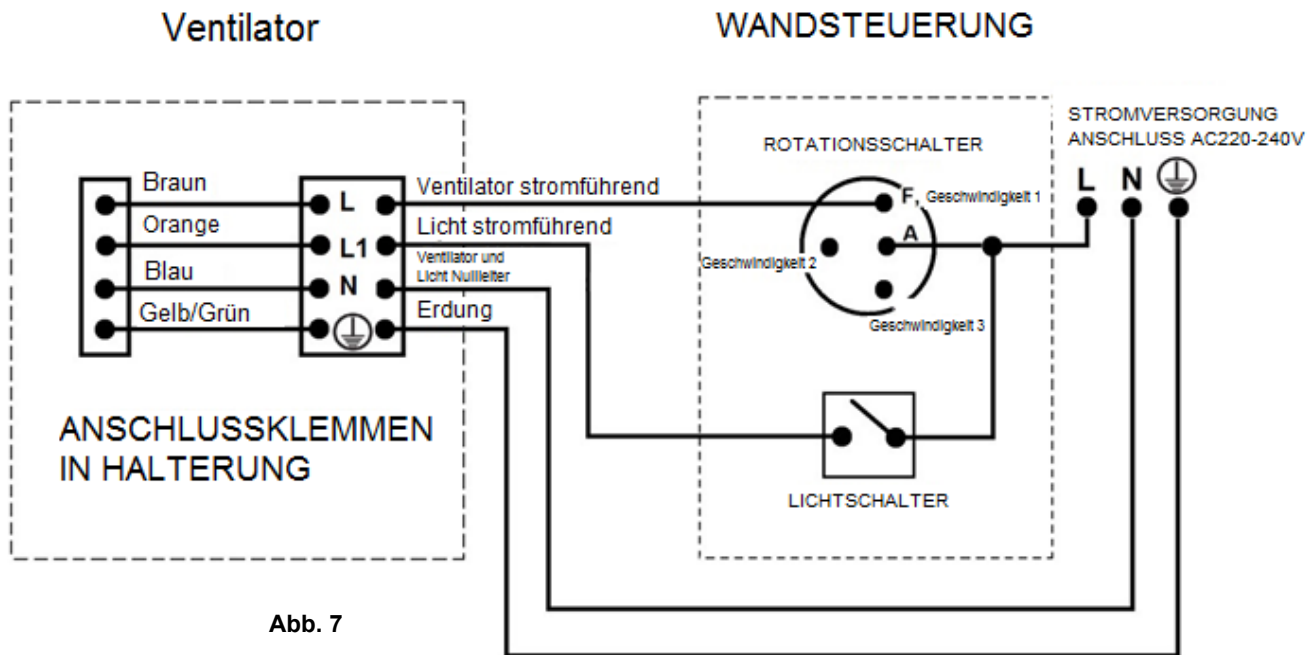 Ventilator
WANDSTEUERUNG
STROMVERSORGUNG
ANSCHLUSS AC220-240V
ROTATIONSSCHALTER
L N
Braun
L
Ventilator stromführend
F, Geschwindigkeit 1
Orange
L1
Licht stromführend
A
Geschwindigkeit 2
Blau
N
Ventilator und
Licht Nullleiter
Gelb/Grün
Erdung
Geschwindigkeit 3
ANSCHLUSSKLEMMEN
IN HALTERUNG
LICHTSCHALTER
Abb. 7